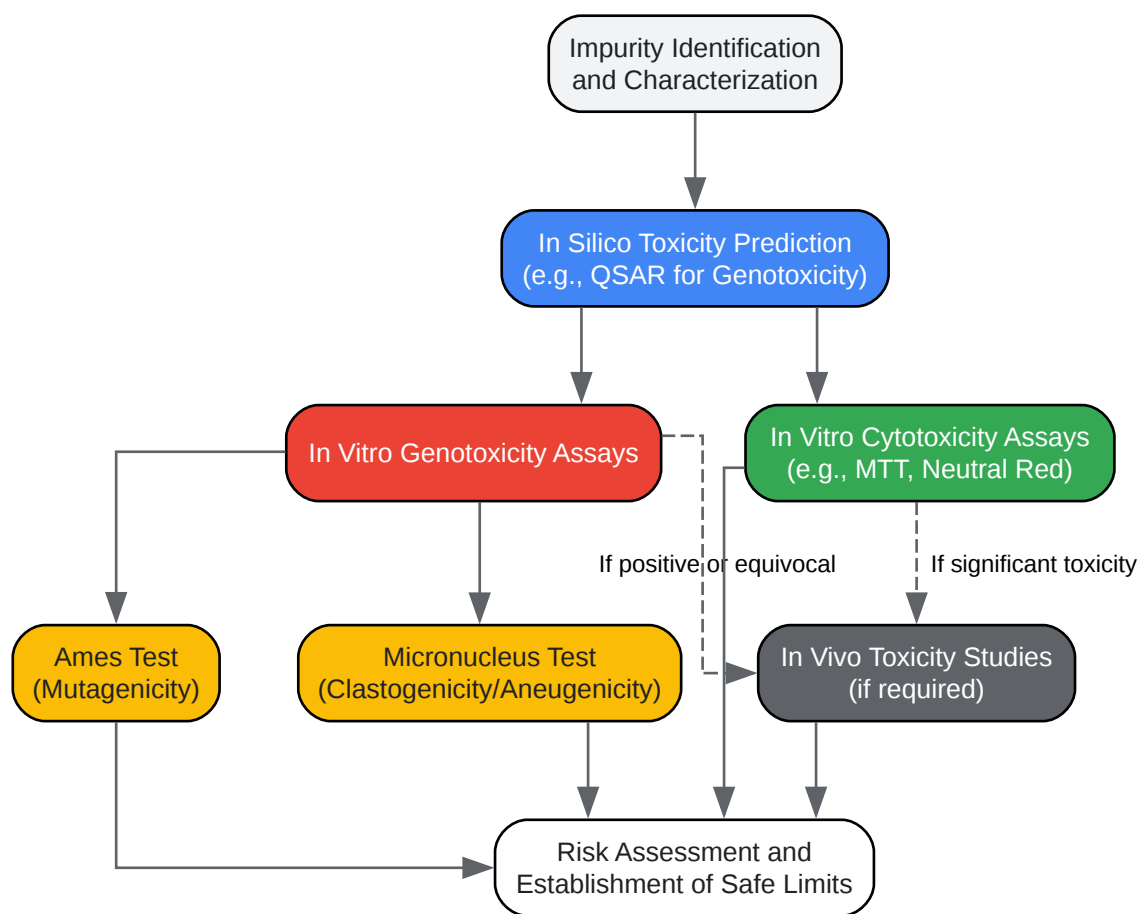 Impurity Identification
and Characterization
In Silico Toxicity Prediction
(e.g., QSAR for Genotoxicity)
In Vitro Genotoxicity Assays
In Vitro Cytotoxicity Assays
(e.g., MTT, Neutral Red)
If positive or equivocal
If significant toxicity
Ames Test
(Mutagenicity)
Micronucleus Test
(Clastogenicity/Aneugenicity)
In Vivo Toxicity Studies
(if required)
Risk Assessment and
Establishment of Safe Limits